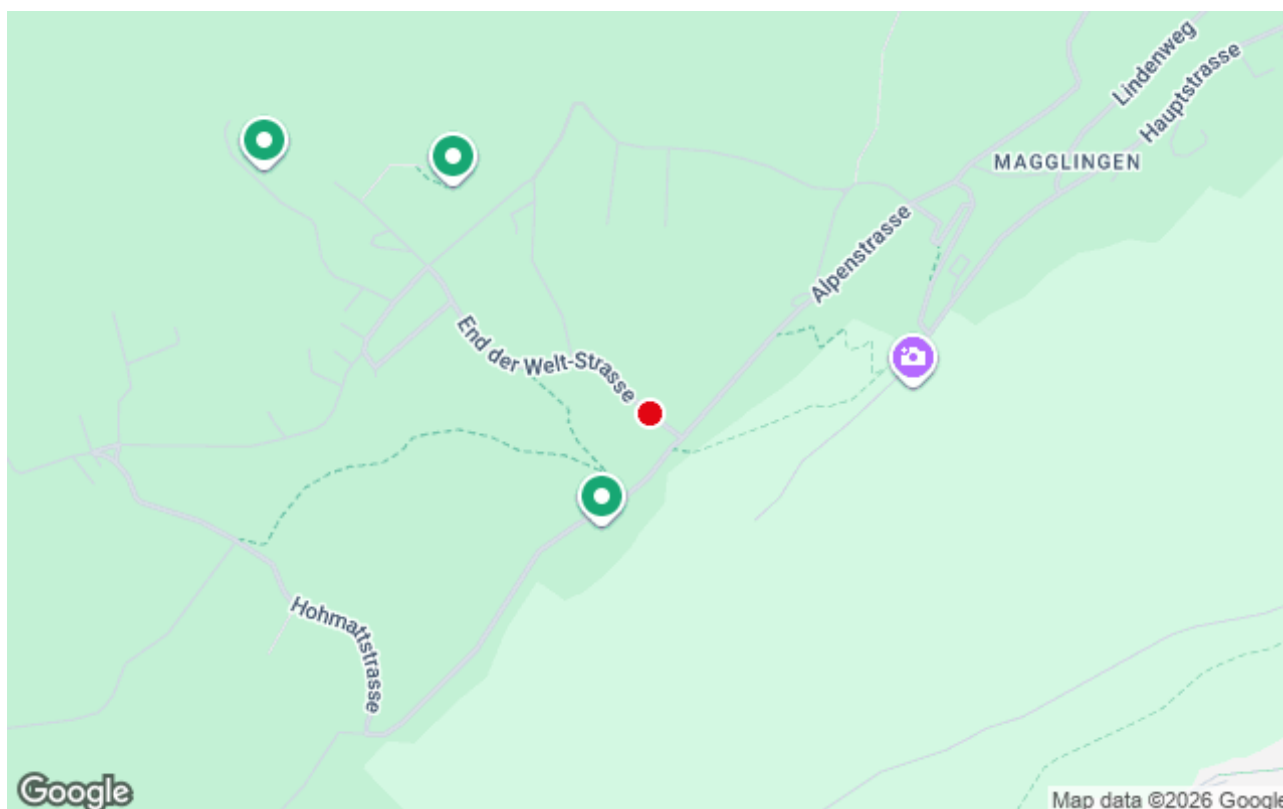 Lindenweg
Hauptstrasse
MAGGLINGEN
Alpenstrasse
End der Welt-Strasse
Hohmattstrasse
Google
Map data ©2026 Google